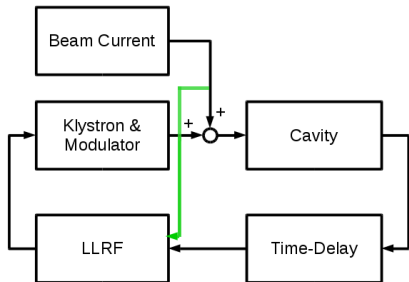 Beam Current
Klystron &
Modulator
+
+
Cavity
LLRF
Time-Delay